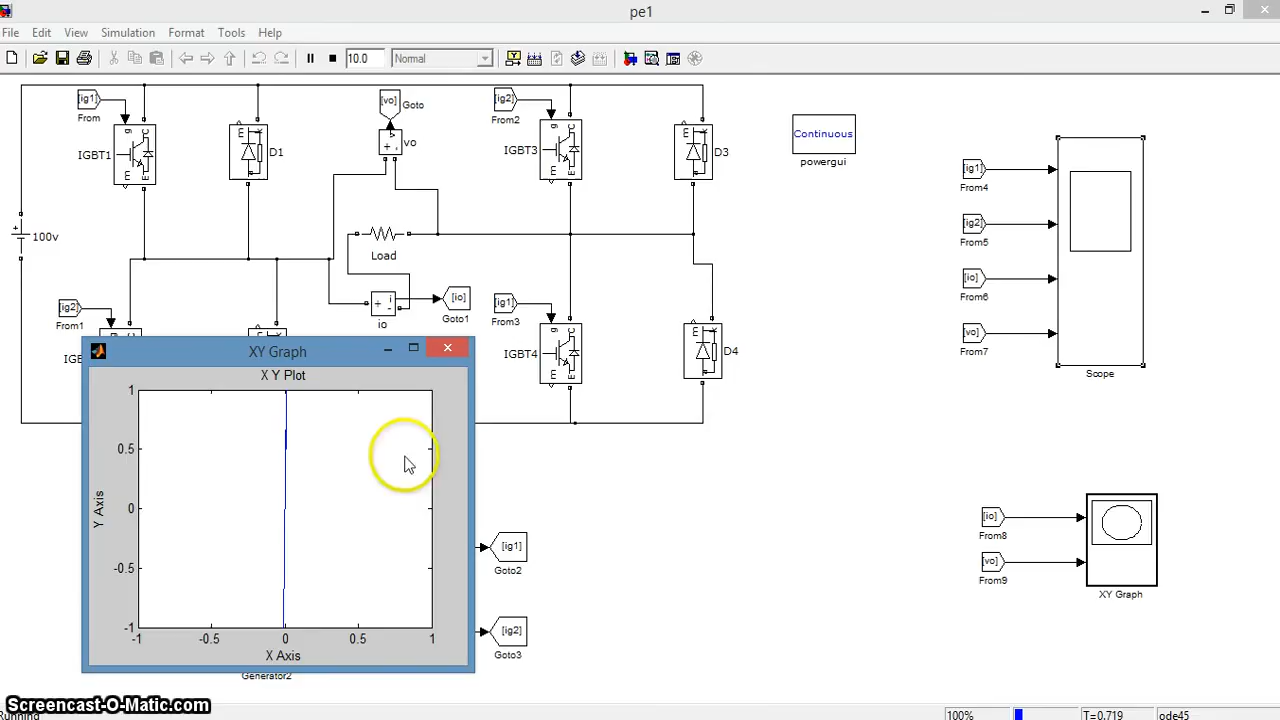 pe1
File Edit View Simulation Format Tools Help
10.0 Normal
[ig1]
From
g C
IGBT1
m E
m
D1
[vo]
Goto
v
+ -
vo
[ig2]
From2
g C
IGBT3
m E
m
D3
Continuous
powergui
[ig1]
From4
[ig2]
From5
[io]
From6
[vo]
From7
Scope
100v
Load
[ig2]
From1
+ i
-
io
[io]
Goto1
[ig1]
From3
g C
IGBT4
m E
m
D4
XY Graph
X Y Plot
1
0.5
0
-0.5
-1
Y Axis
-1 -0.5 0 0.5 1
X Axis
[ig1]
Goto2
[ig2]
Goto3
Generator2
[io]
From8
[vo]
From9
XY Graph
Screencast-O-Matic.com
Running
100% T=0.719 ode45